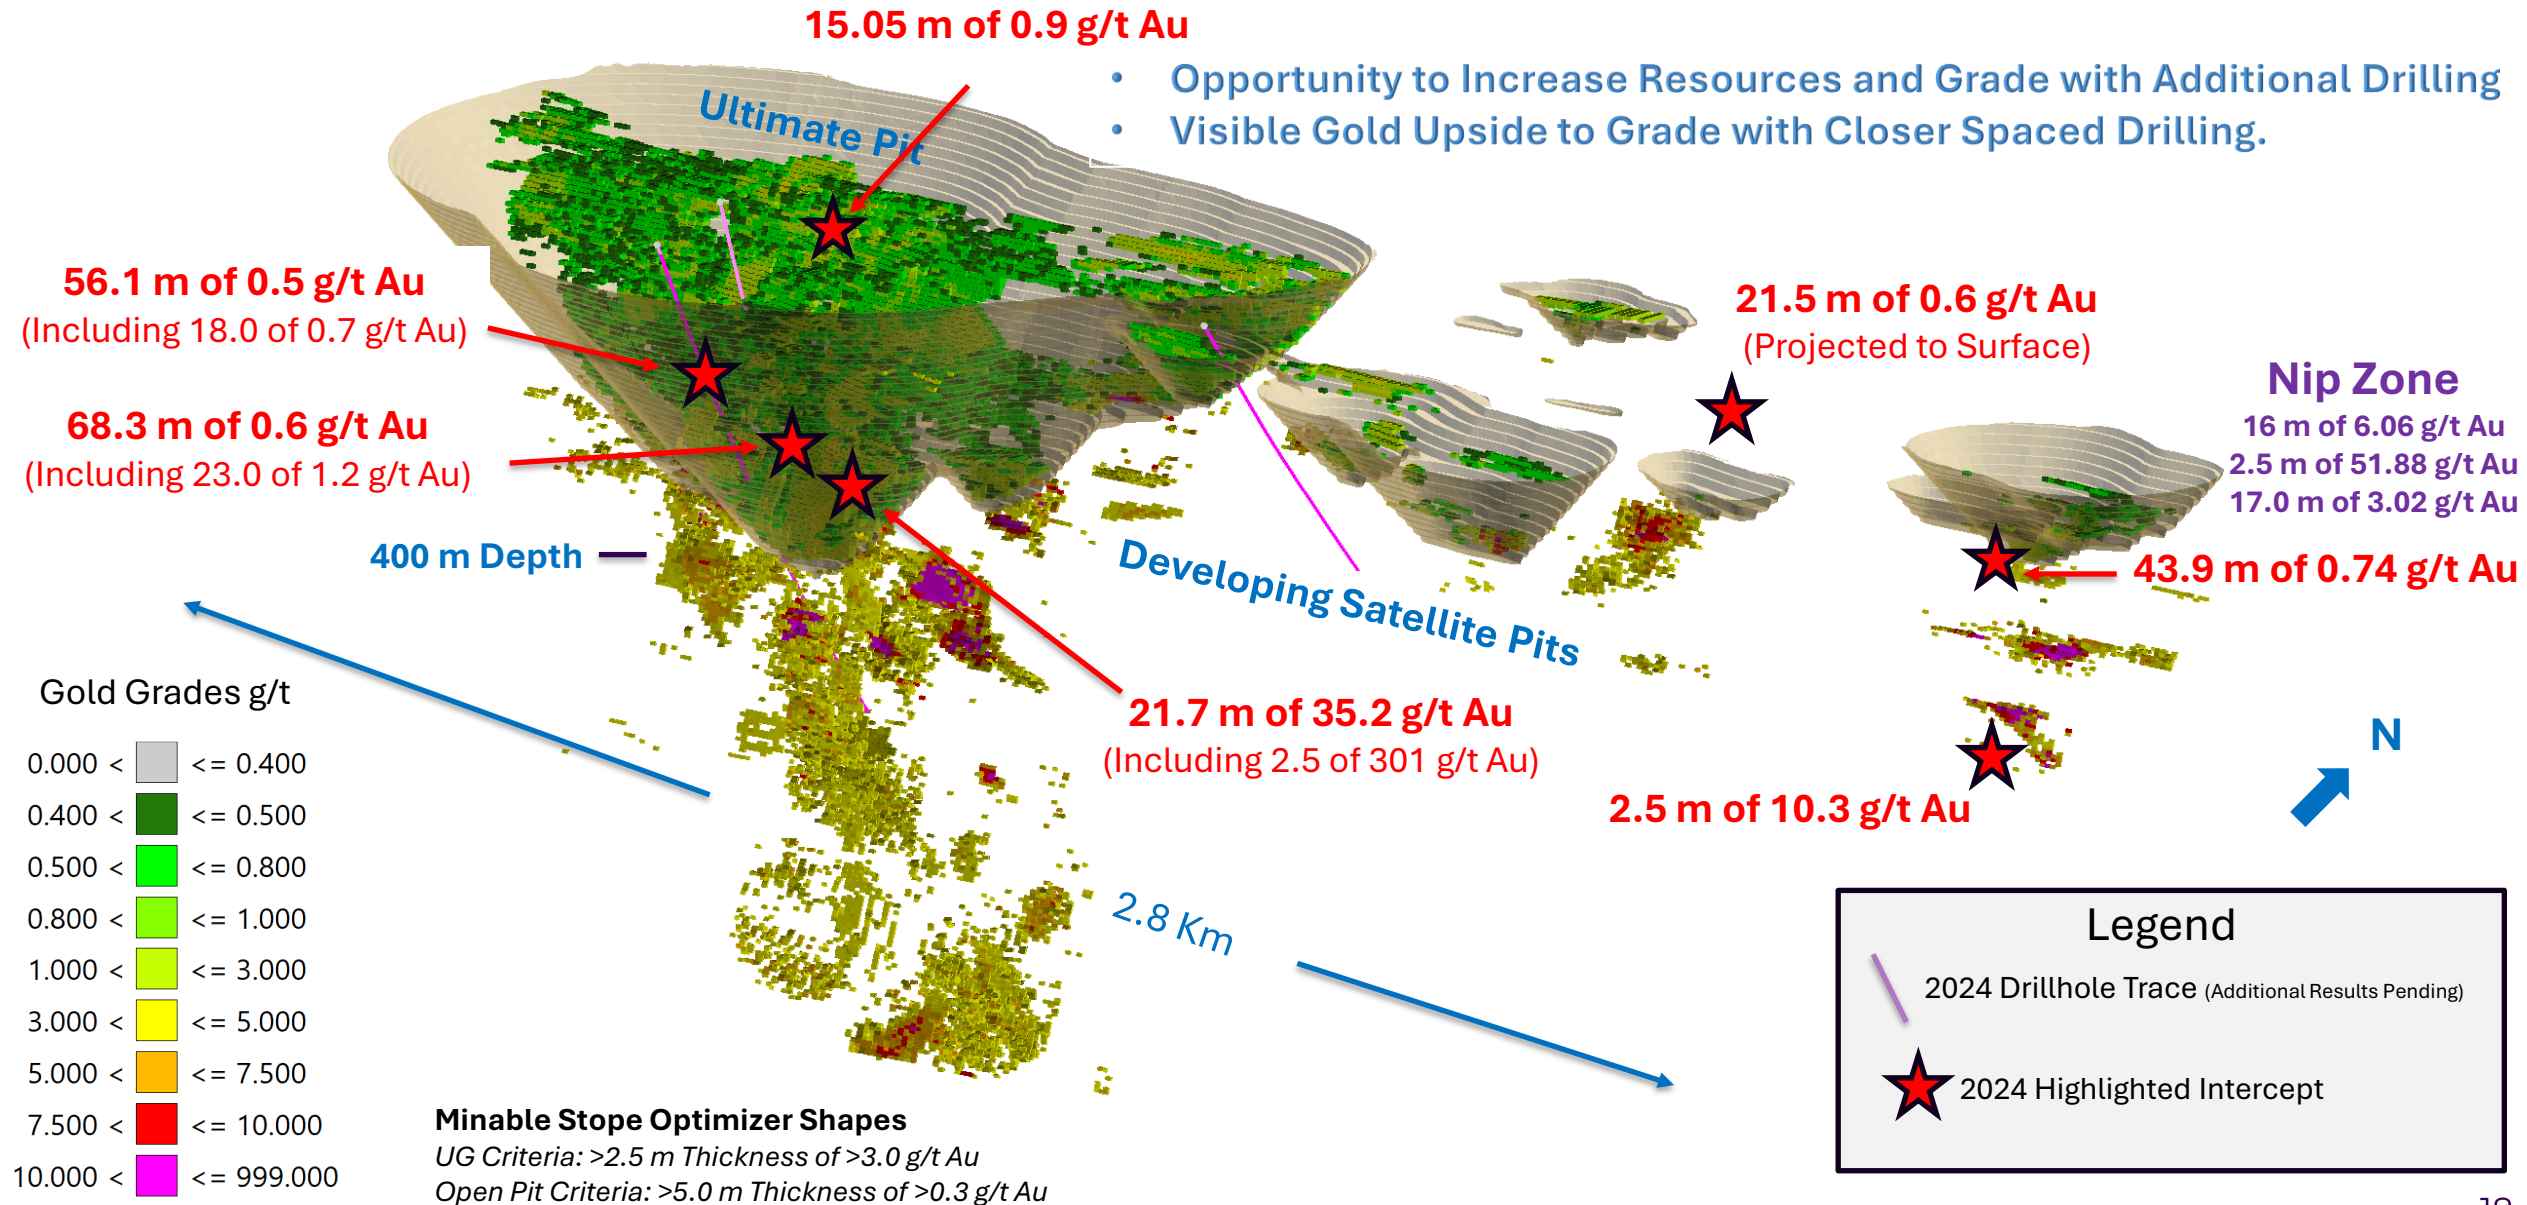 15.05 m of 0.9 g/t Au
• Opportunity to Increase Resources and Grade with Additional Drilling
• Visible Gold Upside to Grade with Closer Spaced Drilling.
Ultimate Pit
56.1 m of 0.5 g/t Au
(Including 18.0 of 0.7 g/t Au)
68.3 m of 0.6 g/t Au
(Including 23.0 of 1.2 g/t Au)
400 m Depth
21.5 m of 0.6 g/t Au
(Projected to Surface)
Nip Zone
16 m of 6.06 g/t Au
2.5 m of 51.88 g/t Au
17.0 m of 3.02 g/t Au
43.9 m of 0.74 g/t Au
Developing Satellite Pits
21.7 m of 35.2 g/t Au
(Including 2.5 of 301 g/t Au)
2.5 m of 10.3 g/t Au
N
2.8 Km
Gold Grades g/t
0.000 < <= 0.400
0.400 < <= 0.500
0.500 < <= 0.800
0.800 < <= 1.000
1.000 < <= 3.000
3.000 < <= 5.000
5.000 < <= 7.500
7.500 < <= 10.000
10.000 < <= 999.000
Minable Stope Optimizer Shapes
UG Criteria: >2.5 m Thickness of >3.0 g/t Au
Open Pit Criteria: >5.0 m Thickness of >0.3 g/t Au
Legend
2024 Drillhole Trace (Additional Results Pending)
2024 Highlighted Intercept